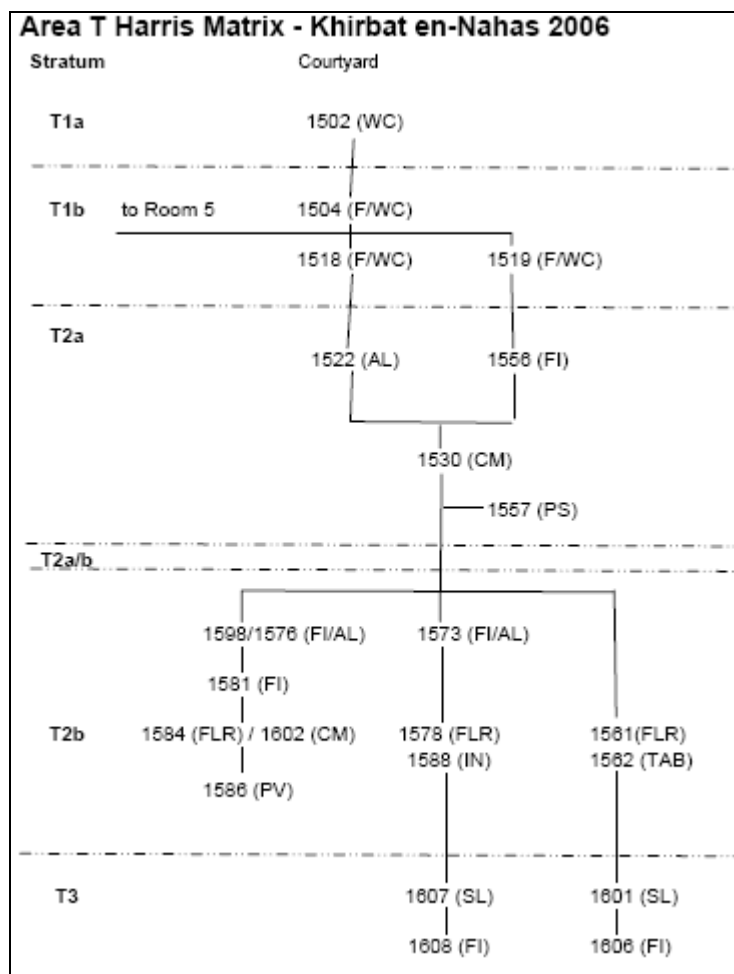 Area T Harris Matrix - Khirbat en-Nahas 2006
Stratum Courtyard
T1a 1502 (WC)
T1b to Room 5 1504 (F/WC)
1518 (F/WC) 1519 (F/WC)
T2a
1522 (AL) 1556 (FI)
1530 (CM)
1557 (PS)
T2a/b
1598/1576 (FI/AL) 1573 (FI/AL)
1581 (FI)
T2b 1584 (FLR) / 1602 (CM) 1578 (FLR) 1561(FLR)
1588 (IN) 1562 (TAB)
1586 (PV)
T3 1607 (SL) 1601 (SL)
1608 (FI) 1606 (FI)